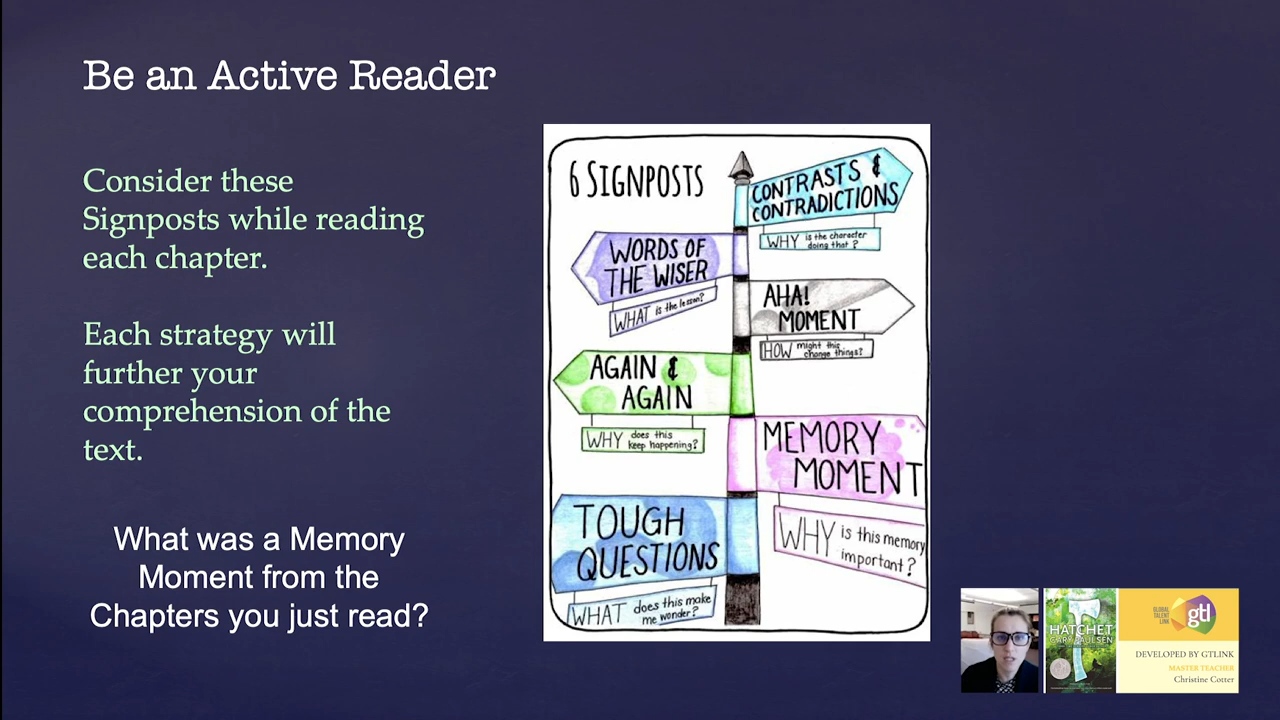 Be an Active Reader
Consider these
Signposts while reading
each chapter.
Each strategy will
further your
comprehension of the
text.
What was a Memory
Moment from the
Chapters you just read?
6 SIGNPOSTS
CONTRASTS &
CONTRADICTIONS
WHY is the character
doing that?
WORDS OF
THE WISER
WHAT is the lesson?
AHA!
MOMENT
HOW might this
change things?
AGAIN &
AGAIN
WHY does this
keep happening?
MEMORY
MOMENT
WHY is this memory
important?
TOUGH
QUESTIONS
WHAT does this make
me wonder?
HATCHET
GARY PAULSEN
GLOBAL
TALENT
LINK
gtl
DEVELOPED BY GTLINK
MASTER TEACHER
Christine Cotter